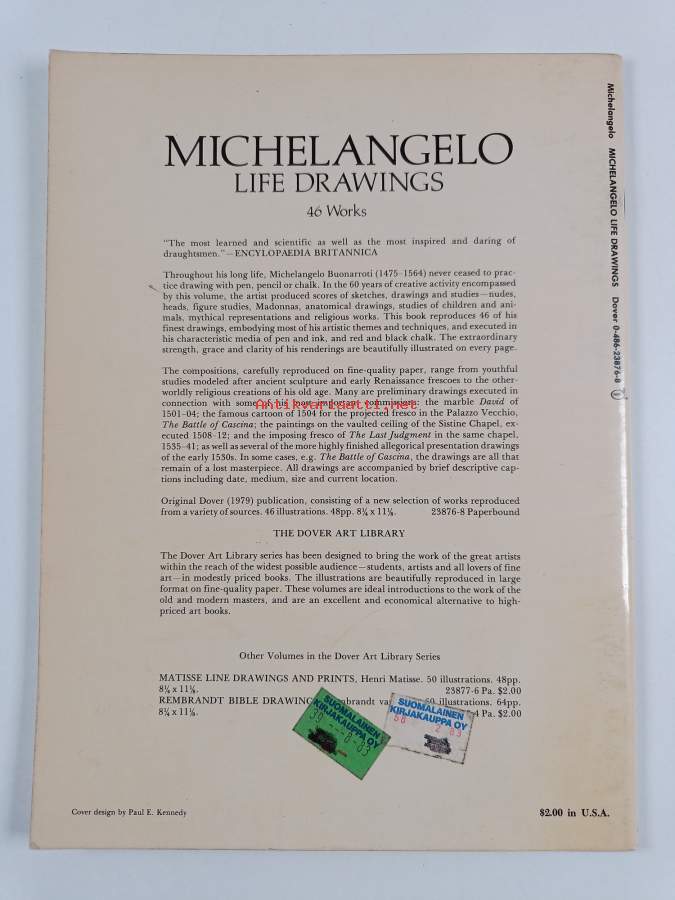 MICHELANGELO
LIFE DRAWINGS
46 Works
"The most learned and scientific as well as the most inspired and daring of
draughtsmen."—ENCYLOPAEDIA BRITANNICA
Throughout his long life, Michelangelo Buonarroti (1475–1564) never ceased to prac-
tice drawing with pen, pencil or chalk. In the 60 years of creative activity encompassed
by this volume, the artist produced scores of sketches, drawings and studies—nudes,
heads, figure studies, Madonnas, anatomical drawings, studies of children and ani-
mals, mythical representations and religious works. This book reproduces 46 of his
finest drawings, embodying most of his artistic themes and techniques, and executed in
his characteristic media of pen and ink, and red and black chalk. The extraordinary
strength, grace and clarity of his renderings are beautifully illustrated on every page.
The compositions, carefully reproduced on fine-quality paper, range from youthful
studies modeled after ancient sculpture and early Renaissance frescoes to the other-
worldly religious creations of his old age. Many are preliminary drawings executed in
connection with some of his most important commissions: the marble David of
1501–04; the famous cartoon of 1504 for the projected fresco in the Palazzo Vecchio,
The Battle of Cascina; the paintings on the vaulted ceiling of the Sistine Chapel, ex-
ecuted 1508–12; and the imposing fresco of The Last Judgment in the same chapel,
1535–41; as well as several of the more highly finished allegorical presentation drawings
of the early 1530s. In some cases, e.g. The Battle of Cascina, the drawings are all that
remain of a lost masterpiece. All drawings are accompanied by brief descriptive cap-
tions including date, medium, size and current location.
Original Dover (1979) publication, consisting of a new selection of works reproduced
from a variety of sources. 46 illustrations. 48pp. 8¼ x 11⅛. 23876-8 Paperbound
THE DOVER ART LIBRARY
The Dover Art Library series has been designed to bring the work of the great artists
within the reach of the widest possible audience—students, artists and all lovers of fine
art—in modestly priced books. The illustrations are beautifully reproduced in large
format on fine-quality paper. These volumes are ideal introductions to the work of the
old and modern masters, and are an excellent and economical alternative to high-
priced art books.
Other Volumes in the Dover Art Library Series
MATISSE LINE DRAWINGS AND PRINTS, Henri Matisse. 50 illustrations. 48pp.
8¼ x 11⅛. 23877-6 Pa. $2.00
REMBRANDT BIBLE DRAWING illustrations. 64pp.
8¼ x 11⅛. 4 Pa. $2.00
SUOMALAINEN
KIRJAKAUPPA OY
SUOMALAINEN
KIRJAKAUPPA OY
Cover design by Paul E. Kennedy
$2.00 in U.S.A.
Michelangelo MICHELANGELO LIFE DRAWINGS Dover 0-486-23876-8
Antikvariaatti.net